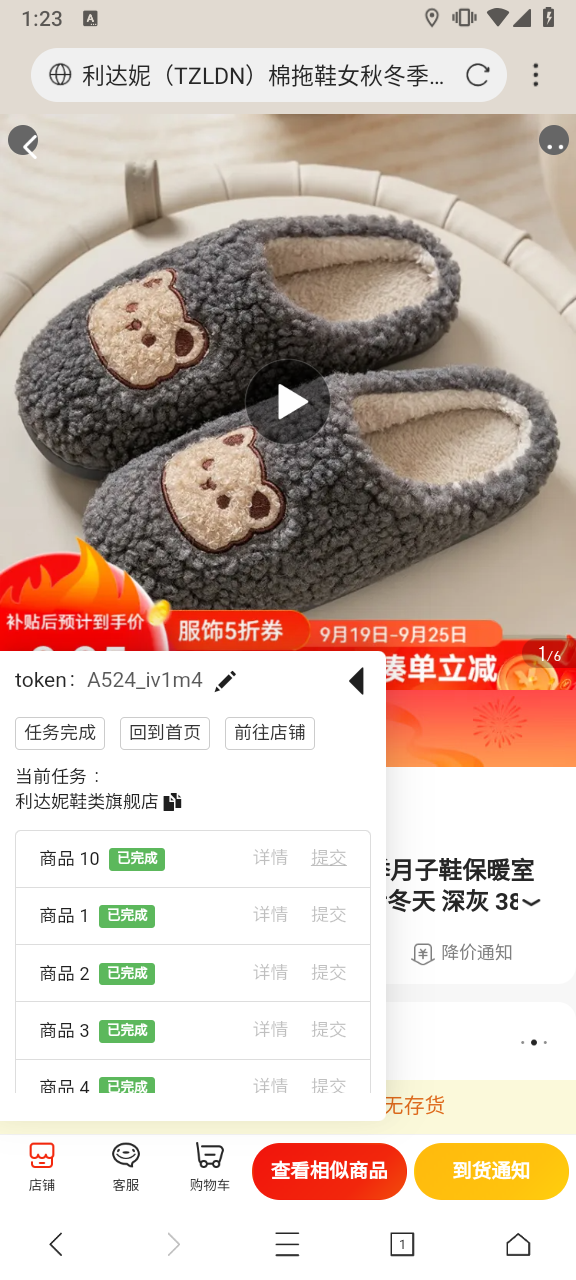 1:23
A
利达妮（TZLDN）棉拖鞋女秋冬季...
补贴后预计到手价
服饰5折券
9月19日-9月25日
凑单立减
1/6
token： A524_iv1m4
任务完成 回到首页 前往店铺
当前任务：
利达妮鞋类旗舰店
商品 10 已完成 详情 提交
商品 1 已完成 详情 提交
商品 2 已完成 详情 提交
商品 3 已完成 详情 提交
商品 4 已完成 详情 提交
月子鞋保暖室
冬天 深灰 38
降价通知
无存货
店铺 客服 购物车 查看相似商品 到货通知
1